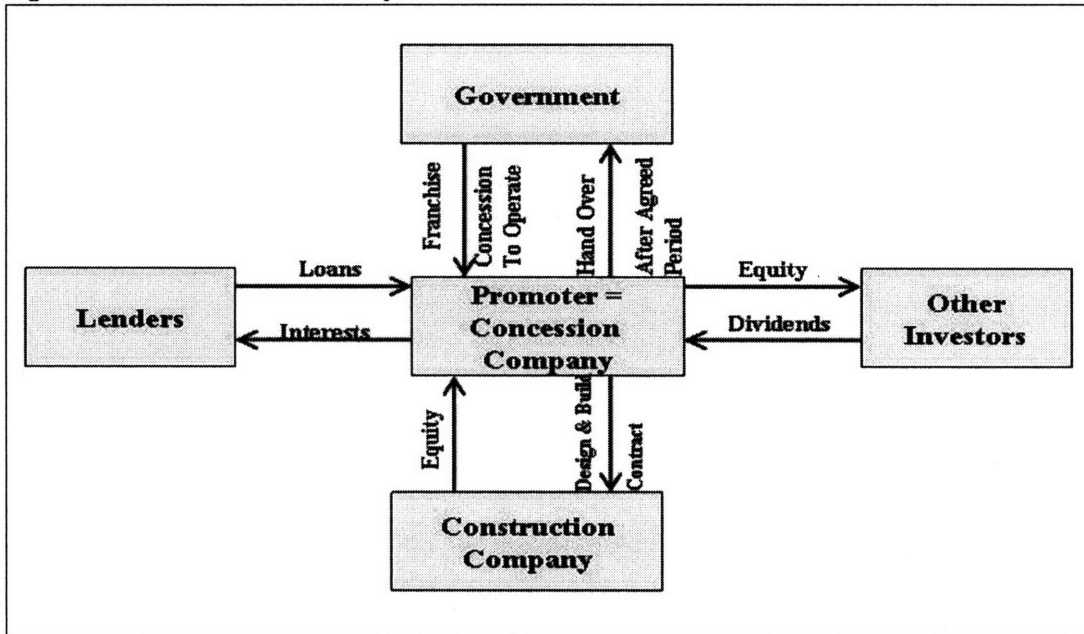 Government
Franchise
Concession
To Operate
Hand Over
After Agreed
Period
Loans
Equity
Lenders
Promoter =
Concession
Company
Other
Investors
Interests
Dividends
Equity
Design & Build
Contract
Construction
Company